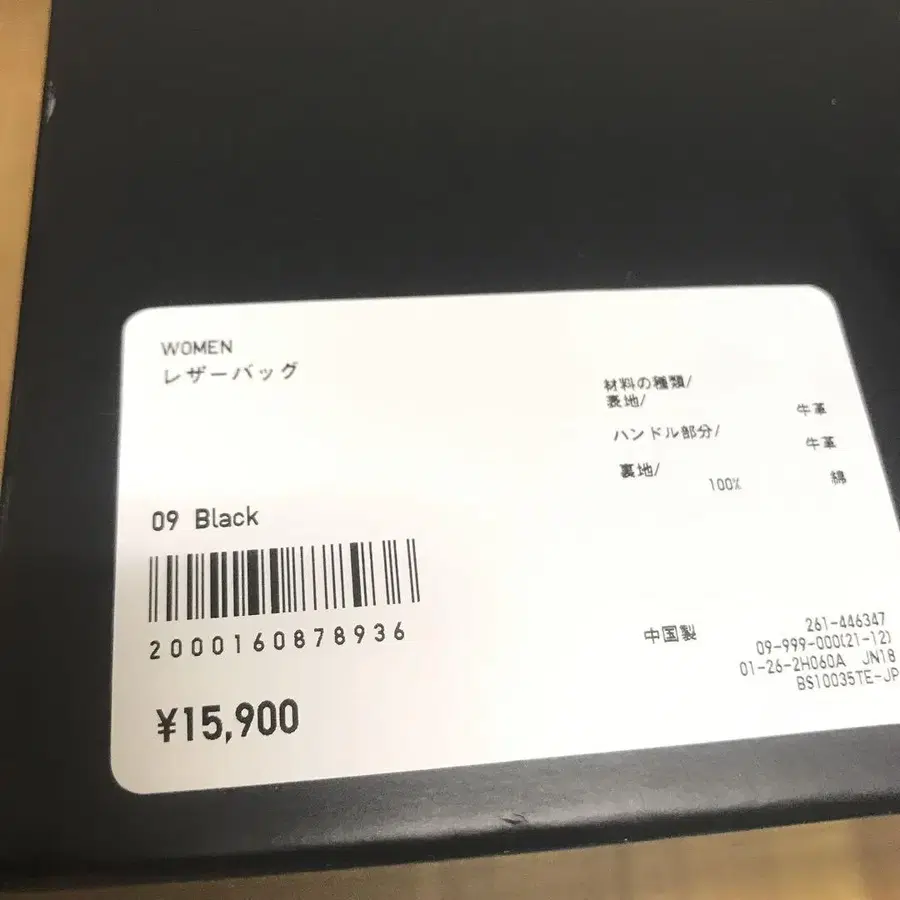 WOMEN
レザーバッグ
材料の種類/
表地/ 牛革
ハンドル部分/ 牛革
裏地/
100% 綿
09 Black
2000160878936
¥15,900
中国製
261-446347
09-999-000(21-12)
01-26-2H060A JN18
BS10035TE-JP